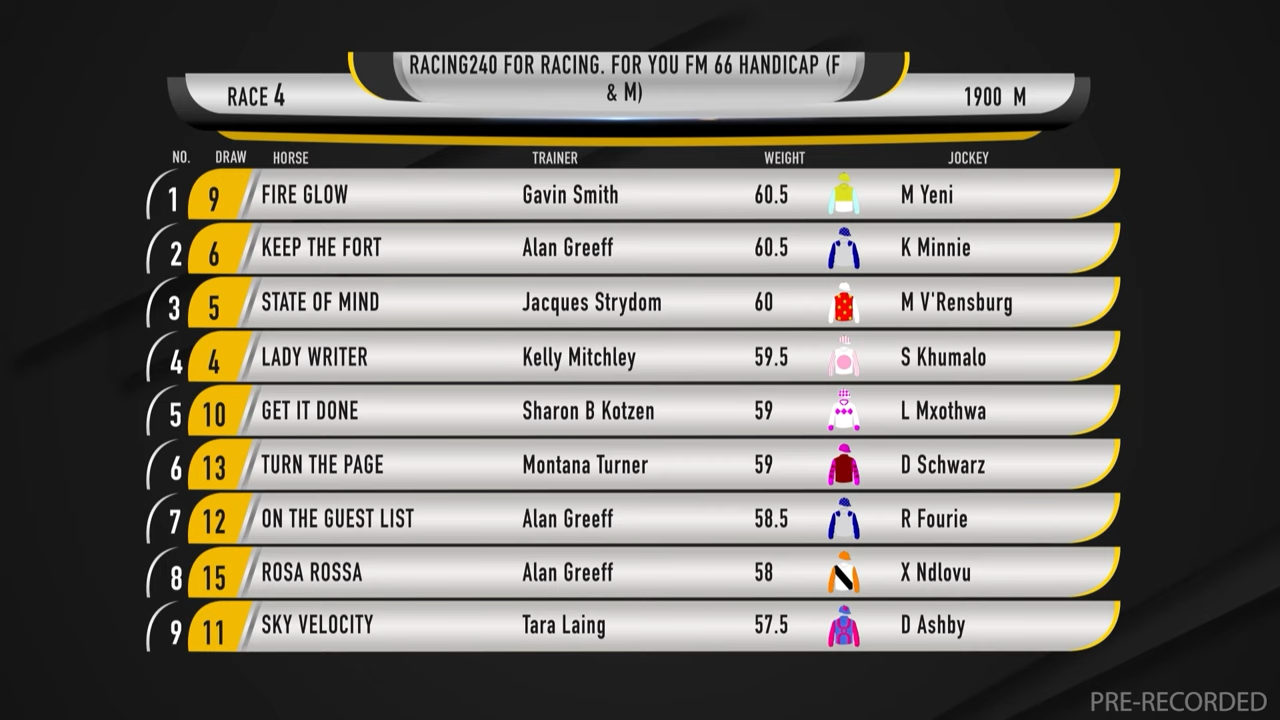 RACING240 FOR RACING. FOR YOU FM 66 HANDICAP (F
& M)
RACE 4 1900 M
NO. DRAW HORSE TRAINER WEIGHT JOCKEY
1 9 FIRE GLOW Gavin Smith 60.5 M Yeni
2 6 KEEP THE FORT Alan Greeff 60.5 K Minnie
3 5 STATE OF MIND Jacques Strydom 60 M V'Rensburg
4 4 LADY WRITER Kelly Mitchley 59.5 S Khumalo
5 10 GET IT DONE Sharon B Kotzen 59 L Mxothwa
6 13 TURN THE PAGE Montana Turner 59 D Schwarz
7 12 ON THE GUEST LIST Alan Greeff 58.5 R Fourie
8 15 ROSA ROSSA Alan Greeff 58 X Ndlovu
9 11 SKY VELOCITY Tara Laing 57.5 D Ashby
PRE-RECORDED